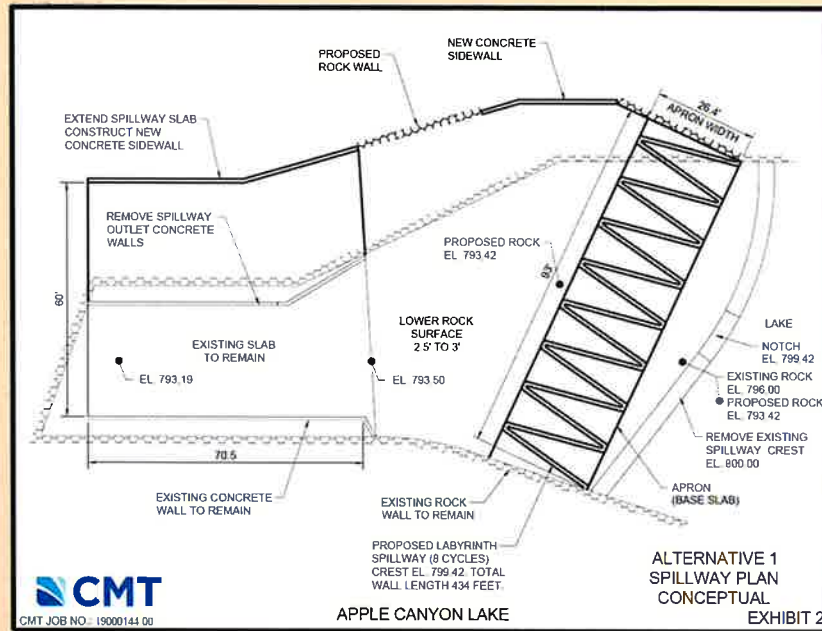 PROPOSED
ROCK WALL
NEW CONCRETE
SIDEWALL
26.4'
APRON WIDTH
EXTEND SPILLWAY SLAB
CONSTRUCT NEW
CONCRETE SIDEWALL
REMOVE SPILLWAY
OUTLET CONCRETE
WALLS
PROPOSED ROCK
EL. 793.42
93'
60'
LOWER ROCK
SURFACE
2.5' TO 3'
LAKE
NOTCH
EL. 799.42
EXISTING SLAB
TO REMAIN
EL. 793.19
EL. 793.50
EXISTING ROCK
EL. 796.00
PROPOSED ROCK
EL. 793.42
REMOVE EXISTING
SPILLWAY CREST
EL. 800.00
70.5
EXISTING CONCRETE
WALL TO REMAIN
EXISTING ROCK
WALL TO REMAIN
APRON
(BASE SLAB)
PROPOSED LABYRINTH
SPILLWAY (8 CYCLES)
CREST EL. 799.42. TOTAL
WALL LENGTH 434 FEET.
CMT
CMT JOB NO.: 19000144.00
APPLE CANYON LAKE
ALTERNATIVE 1
SPILLWAY PLAN
CONCEPTUAL
EXHIBIT 2